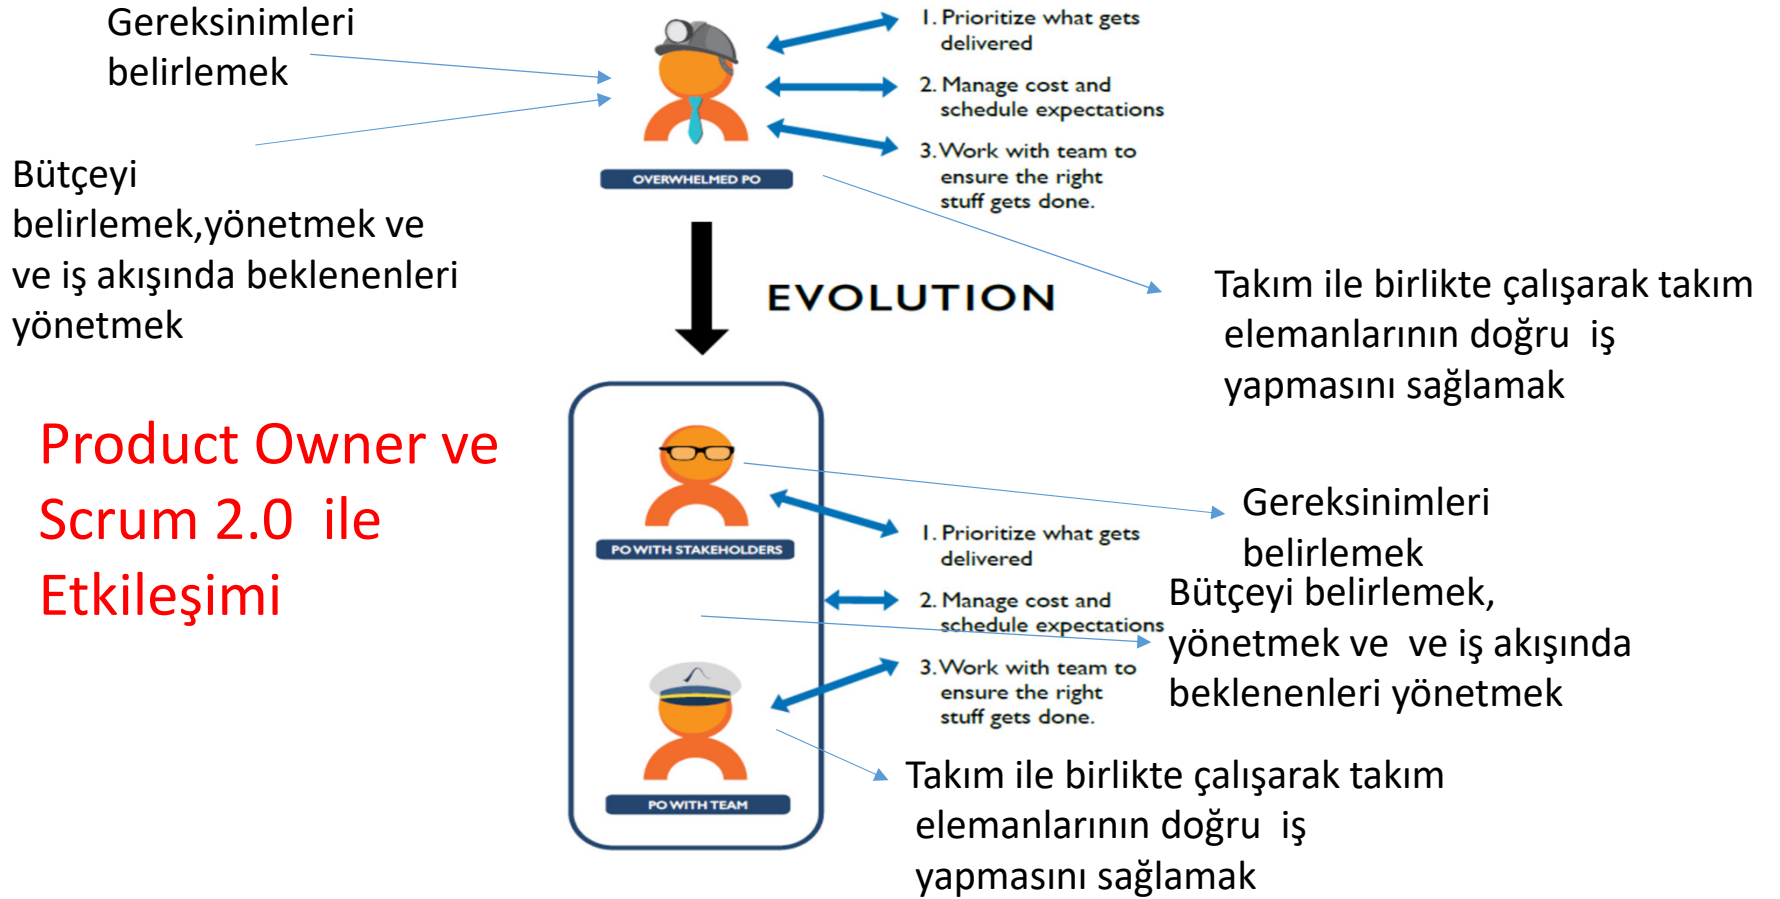 Gereksinimleri
belirlemek
Bütçeyi
belirlemek,yönetmek ve
ve iş akışında beklenenleri
yönetmek
OVERWHELMED PO
1. Prioritize what gets
delivered
2. Manage cost and
schedule expectations
3. Work with team to
ensure the right
stuff gets done.
EVOLUTION
Takım ile birlikte çalışarak takım
elemanlarının doğru iş
yapmasını sağlamak
Product Owner ve
Scrum 2.0 ile
Etkileşimi
PO WITH STAKEHOLDERS
1. Prioritize what gets
delivered
2. Manage cost and
schedule expectations
3. Work with team to
ensure the right
stuff gets done.
PO WITH TEAM
Gereksinimleri
belirlemek
Bütçeyi belirlemek,
yönetmek ve ve iş akışında
beklenenleri yönetmek
Takım ile birlikte çalışarak takım
elemanlarının doğru iş
yapmasını sağlamak